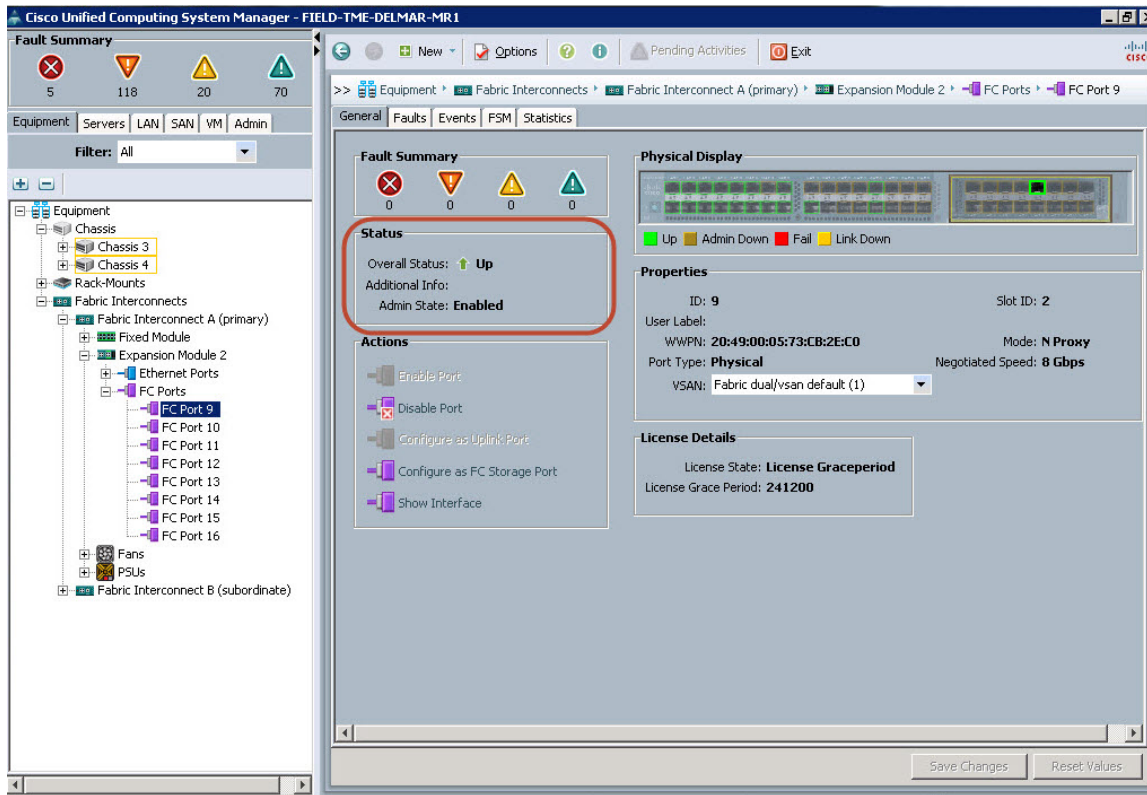 Cisco Unified Computing System Manager - FIELD-TME-DELMAR-MR1
Fault Summary
5 118 20 70
Equipment Servers LAN SAN VM Admin
Filter: All
Equipment
Chassis
Chassis 3
Chassis 4
Rack-Mounts
Fabric Interconnects
Fabric Interconnect A (primary)
Fixed Module
Expansion Module 2
Ethernet Ports
FC Ports
FC Port 9
FC Port 10
FC Port 11
FC Port 12
FC Port 13
FC Port 14
FC Port 15
FC Port 16
Fans
PSUs
Fabric Interconnect B (subordinate)
New Options Pending Activities Exit
CISCO
>> Equipment Fabric Interconnects Fabric Interconnect A (primary) Expansion Module 2 FC Ports FC Port 9
General Faults Events FSM Statistics
Fault Summary
0 0 0 0
Status
Overall Status: Up
Additional Info:
Admin State: Enabled
Actions
Enable Port
Disable Port
Configure as Uplink Port
Configure as FC Storage Port
Show Interface
Physical Display
Up Admin Down Fail Link Down
Properties
ID: 9 Slot ID: 2
User Label:
WWPN: 20:49:00:05:73:CB:2E:C0 Mode: N Proxy
Port Type: Physical Negotiated Speed: 8 Gbps
VSAN: Fabric dual/vsan default (1)
License Details
License State: License Graceperiod
License Grace Period: 241200
Save Changes Reset Values